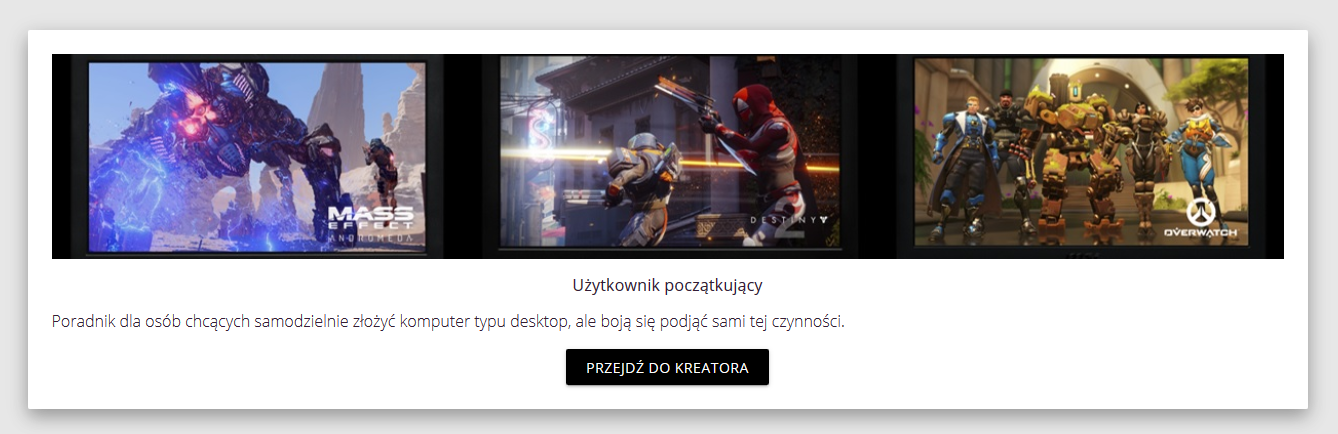 MASS
EFFECT
ANDROMEDA
DESTINY
2
OVERWATCH
Użytkownik początkujący
Poradnik dla osób chcących samodzielnie złożyć komputer typu desktop, ale boją się podjąć sami tej czynności.
PRZEJDŹ DO KREATORA